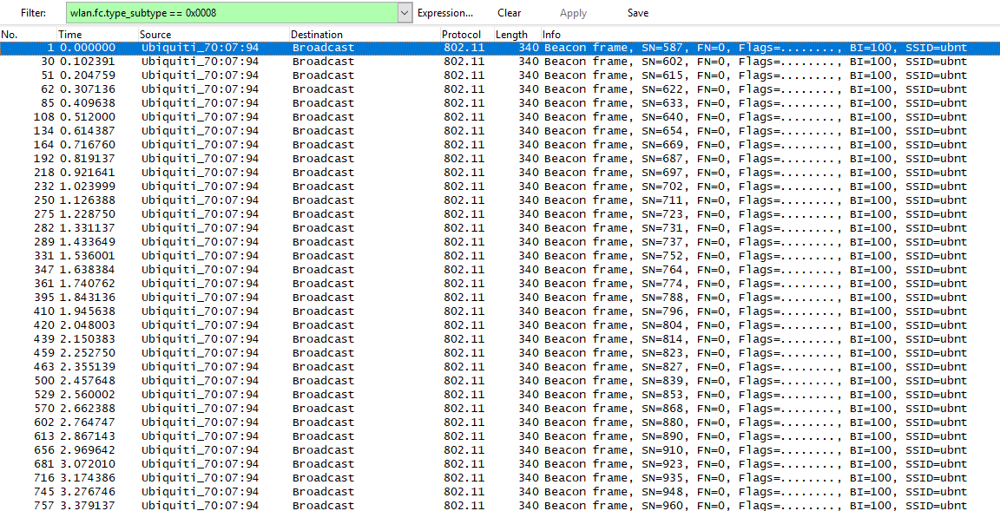 Filter: wlan.fc.type_subtype == 0x0008 Expression... Clear Apply Save
No. Time Source Destination Protocol Length Info
1 0.000000 Ubiquiti_70:07:94 Broadcast 802.11 340 Beacon frame, SN=587, FN=0, Flags=........, BI=100, SSID=ubnt
30 0.102391 Ubiquiti_70:07:94 Broadcast 802.11 340 Beacon frame, SN=602, FN=0, Flags=........, BI=100, SSID=ubnt
51 0.204759 Ubiquiti_70:07:94 Broadcast 802.11 340 Beacon frame, SN=615, FN=0, Flags=........, BI=100, SSID=ubnt
62 0.307136 Ubiquiti_70:07:94 Broadcast 802.11 340 Beacon frame, SN=622, FN=0, Flags=........, BI=100, SSID=ubnt
85 0.409638 Ubiquiti_70:07:94 Broadcast 802.11 340 Beacon frame, SN=633, FN=0, Flags=........, BI=100, SSID=ubnt
108 0.512000 Ubiquiti_70:07:94 Broadcast 802.11 340 Beacon frame, SN=640, FN=0, Flags=........, BI=100, SSID=ubnt
134 0.614387 Ubiquiti_70:07:94 Broadcast 802.11 340 Beacon frame, SN=654, FN=0, Flags=........, BI=100, SSID=ubnt
164 0.716760 Ubiquiti_70:07:94 Broadcast 802.11 340 Beacon frame, SN=669, FN=0, Flags=........, BI=100, SSID=ubnt
192 0.819137 Ubiquiti_70:07:94 Broadcast 802.11 340 Beacon frame, SN=687, FN=0, Flags=........, BI=100, SSID=ubnt
218 0.921641 Ubiquiti_70:07:94 Broadcast 802.11 340 Beacon frame, SN=697, FN=0, Flags=........, BI=100, SSID=ubnt
232 1.023999 Ubiquiti_70:07:94 Broadcast 802.11 340 Beacon frame, SN=702, FN=0, Flags=........, BI=100, SSID=ubnt
250 1.126388 Ubiquiti_70:07:94 Broadcast 802.11 340 Beacon frame, SN=711, FN=0, Flags=........, BI=100, SSID=ubnt
275 1.228750 Ubiquiti_70:07:94 Broadcast 802.11 340 Beacon frame, SN=723, FN=0, Flags=........, BI=100, SSID=ubnt
282 1.331137 Ubiquiti_70:07:94 Broadcast 802.11 340 Beacon frame, SN=731, FN=0, Flags=........, BI=100, SSID=ubnt
289 1.433649 Ubiquiti_70:07:94 Broadcast 802.11 340 Beacon frame, SN=737, FN=0, Flags=........, BI=100, SSID=ubnt
331 1.536001 Ubiquiti_70:07:94 Broadcast 802.11 340 Beacon frame, SN=752, FN=0, Flags=........, BI=100, SSID=ubnt
347 1.638384 Ubiquiti_70:07:94 Broadcast 802.11 340 Beacon frame, SN=764, FN=0, Flags=........, BI=100, SSID=ubnt
361 1.740762 Ubiquiti_70:07:94 Broadcast 802.11 340 Beacon frame, SN=774, FN=0, Flags=........, BI=100, SSID=ubnt
395 1.843136 Ubiquiti_70:07:94 Broadcast 802.11 340 Beacon frame, SN=788, FN=0, Flags=........, BI=100, SSID=ubnt
410 1.945638 Ubiquiti_70:07:94 Broadcast 802.11 340 Beacon frame, SN=796, FN=0, Flags=........, BI=100, SSID=ubnt
420 2.048003 Ubiquiti_70:07:94 Broadcast 802.11 340 Beacon frame, SN=804, FN=0, Flags=........, BI=100, SSID=ubnt
439 2.150383 Ubiquiti_70:07:94 Broadcast 802.11 340 Beacon frame, SN=814, FN=0, Flags=........, BI=100, SSID=ubnt
459 2.252750 Ubiquiti_70:07:94 Broadcast 802.11 340 Beacon frame, SN=823, FN=0, Flags=........, BI=100, SSID=ubnt
463 2.355139 Ubiquiti_70:07:94 Broadcast 802.11 340 Beacon frame, SN=827, FN=0, Flags=........, BI=100, SSID=ubnt
500 2.457648 Ubiquiti_70:07:94 Broadcast 802.11 340 Beacon frame, SN=839, FN=0, Flags=........, BI=100, SSID=ubnt
529 2.560002 Ubiquiti_70:07:94 Broadcast 802.11 340 Beacon frame, SN=853, FN=0, Flags=........, BI=100, SSID=ubnt
570 2.662388 Ubiquiti_70:07:94 Broadcast 802.11 340 Beacon frame, SN=868, FN=0, Flags=........, BI=100, SSID=ubnt
602 2.764747 Ubiquiti_70:07:94 Broadcast 802.11 340 Beacon frame, SN=880, FN=0, Flags=........, BI=100, SSID=ubnt
613 2.867143 Ubiquiti_70:07:94 Broadcast 802.11 340 Beacon frame, SN=890, FN=0, Flags=........, BI=100, SSID=ubnt
656 2.969642 Ubiquiti_70:07:94 Broadcast 802.11 340 Beacon frame, SN=910, FN=0, Flags=........, BI=100, SSID=ubnt
681 3.072010 Ubiquiti_70:07:94 Broadcast 802.11 340 Beacon frame, SN=923, FN=0, Flags=........, BI=100, SSID=ubnt
716 3.174386 Ubiquiti_70:07:94 Broadcast 802.11 340 Beacon frame, SN=935, FN=0, Flags=........, BI=100, SSID=ubnt
745 3.276746 Ubiquiti_70:07:94 Broadcast 802.11 340 Beacon frame, SN=948, FN=0, Flags=........, BI=100, SSID=ubnt
757 3.379137 Ubiquiti_70:07:94 Broadcast 802.11 340 Beacon frame, SN=960, FN=0, Flags=........, BI=100, SSID=ubnt